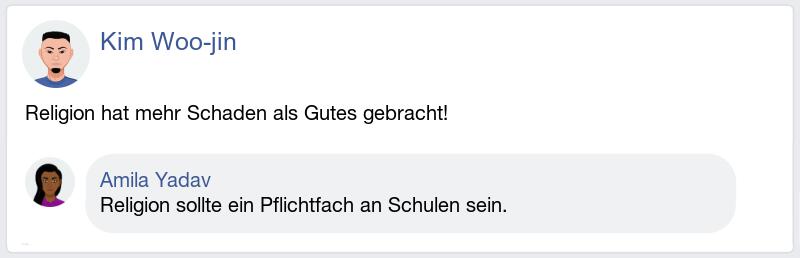 Kim Woo-jin
Religion hat mehr Schaden als Gutes gebracht!
Amila Yadav
Religion sollte ein Pflichtfach an Schulen sein.